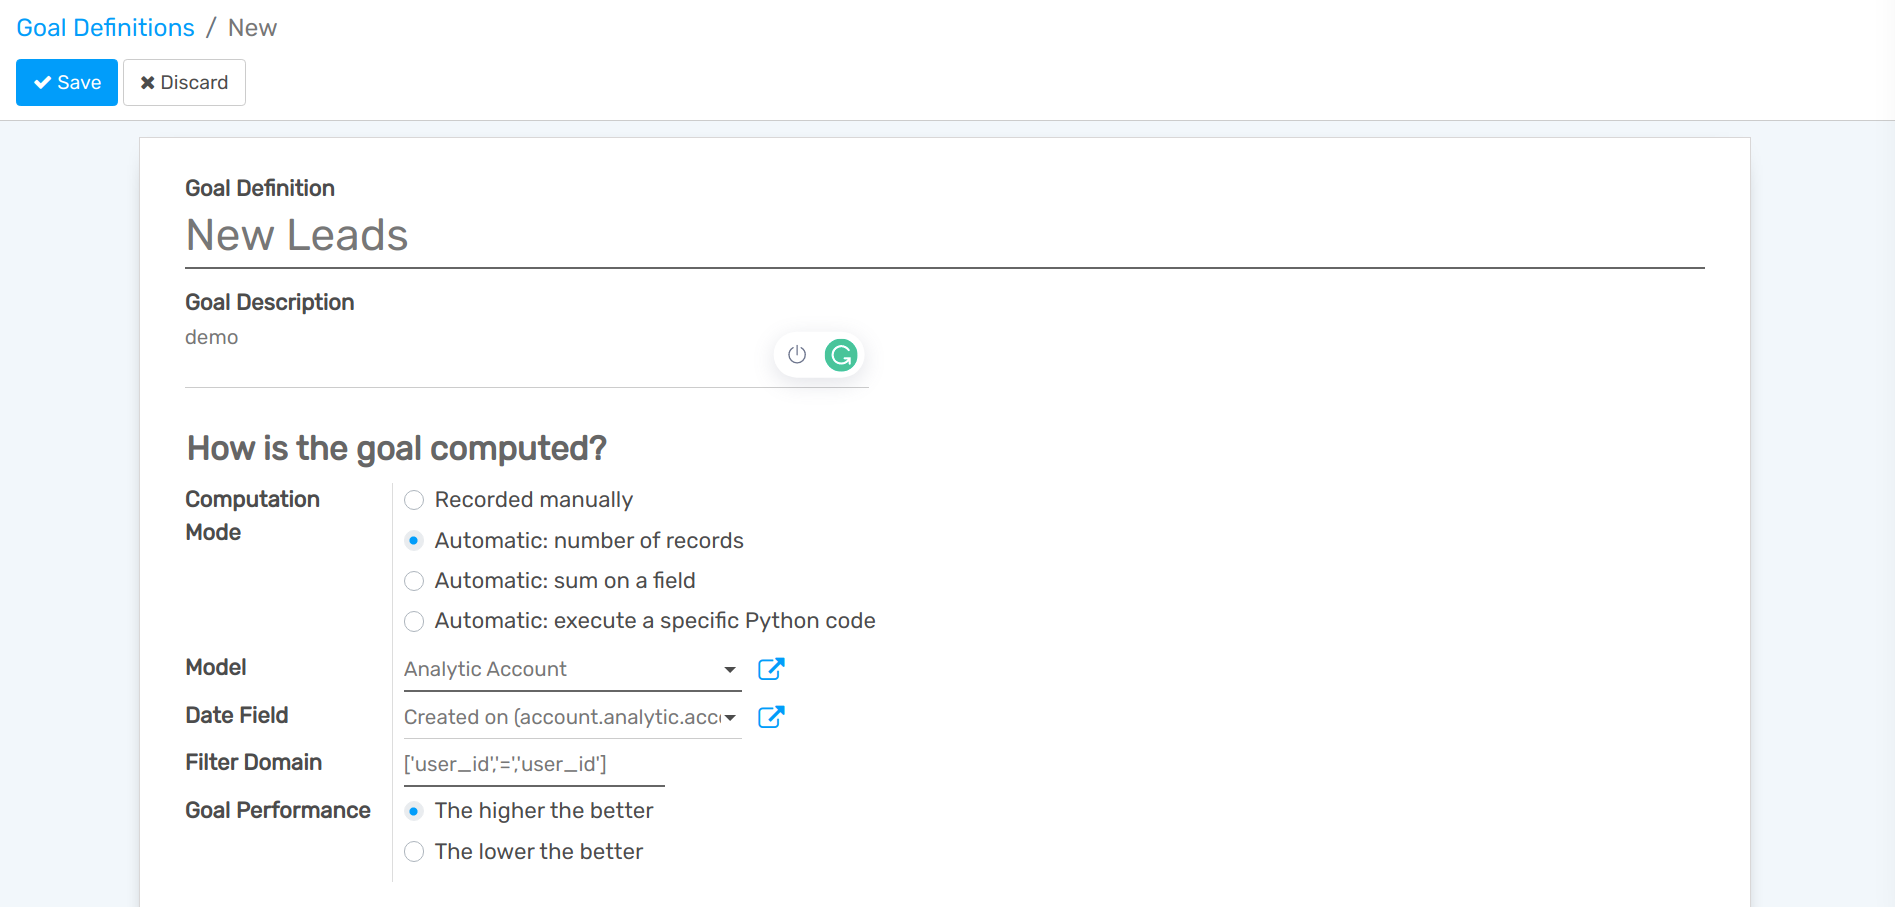 Goal Definitions / New
Save Discard
Goal Definition
New Leads
Goal Description
demo
How is the goal computed?
Computation Mode
Recorded manually
Automatic: number of records
Automatic: sum on a field
Automatic: execute a specific Python code
Model Analytic Account
Date Field Created on (account.analytic.acc
Filter Domain ['user_id','=','user_id']
Goal Performance The higher the better
The lower the better